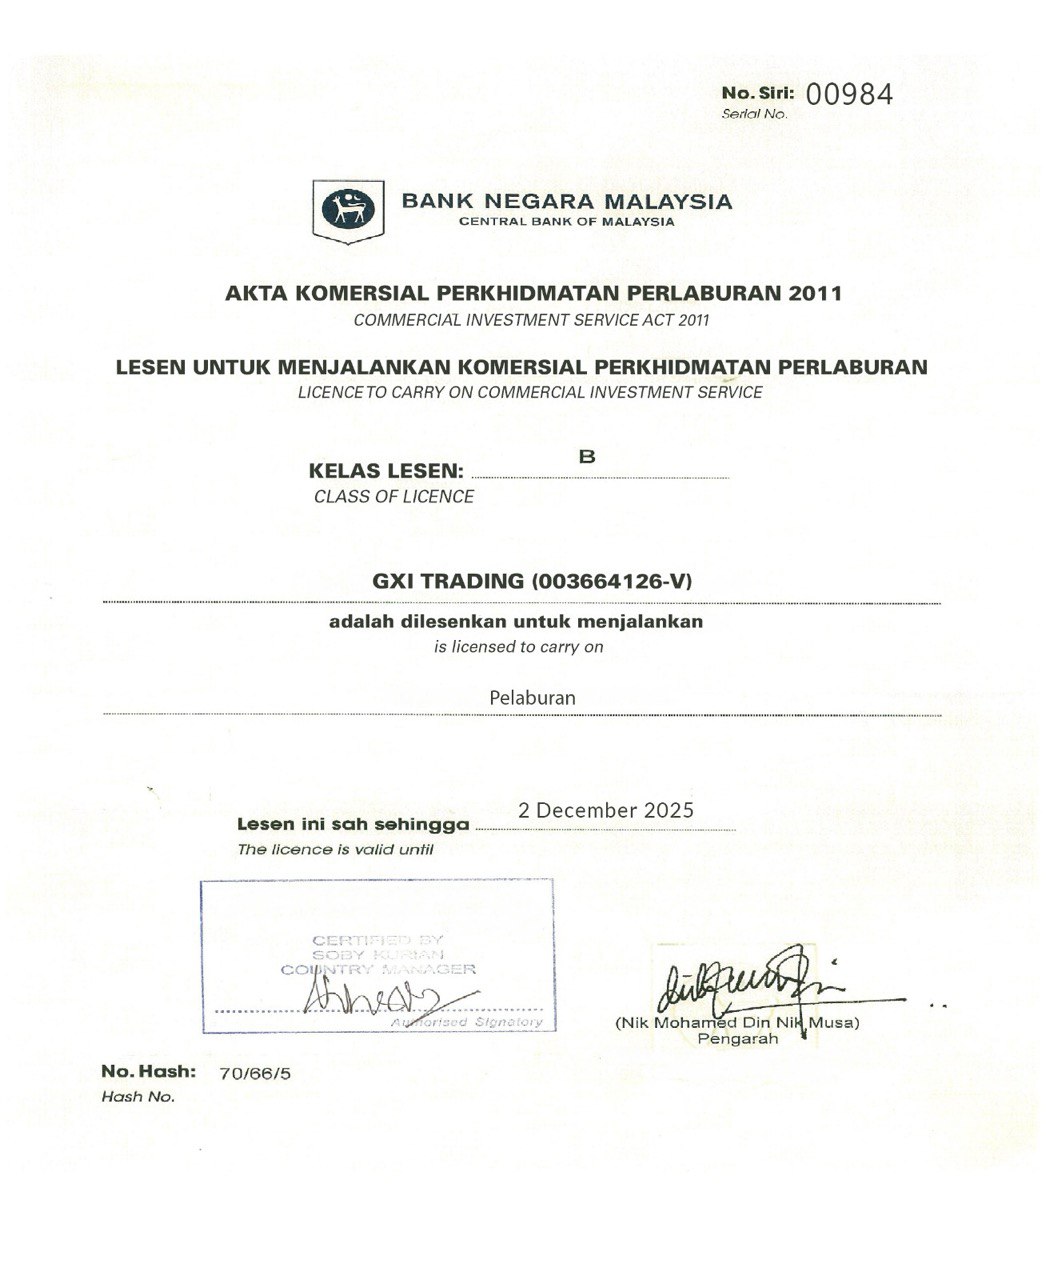 No. Siri: 00984
Serial No.
BANK NEGARA MALAYSIA
CENTRAL BANK OF MALAYSIA
AKTA KOMERSIAL PERKHIDMATAN PERLABURAN 2011
COMMERCIAL INVESTMENT SERVICE ACT 2011
LESEN UNTUK MENJALANKAN KOMERSIAL PERKHIDMATAN PERLABURAN
LICENCE TO CARRY ON COMMERCIAL INVESTMENT SERVICE
KELAS LESEN: B
CLASS OF LICENCE
GXI TRADING (003664126-V)
adalah dilesenkan untuk menjalankan
is licensed to carry on
Pelaburan
Lesen ini sah sehingga 2 December 2025
The licence is valid until
CERTIFIED BY
SOBY KURIAN
COUNTRY MANAGER
Authorised Signatory
(Nik Mohamed Din Nik Musa)
Pengarah
No. Hash: 70/66/5
Hash No.